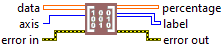 data
percentage
axis
label
error in
error out